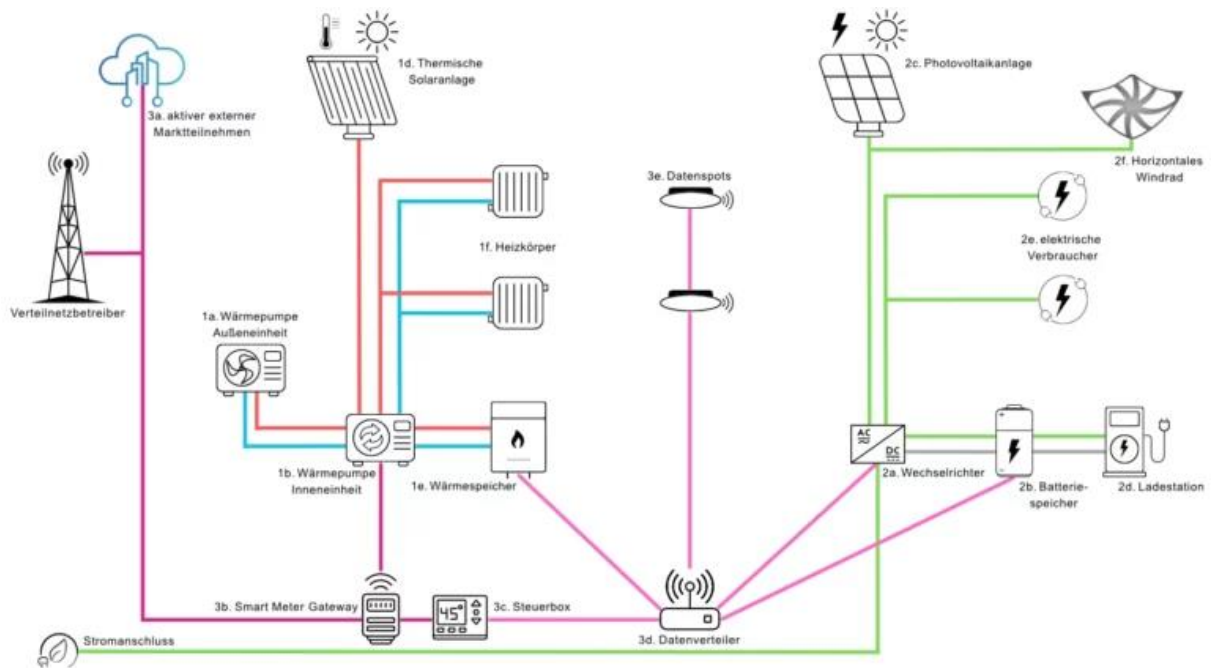 1d. Thermische
Solaranlage
2c. Photovoltaikanlage
3a. aktiver externer
Marktteilnehmen
2f. Horizontales
Windrad
3e. Datenspots
1f. Heizkörper
2e. elektrische
Verbraucher
Verteilnetzbetreiber
1a. Wärmepumpe
Außeneinheit
AC
DC
1b. Wärmepumpe
Inneneinheit
1e. Wärmespeicher
2a. Wechselrichter
2b. Batterie-
speicher
2d. Ladestation
3b. Smart Meter Gateway
45°
3c. Steuerbox
3d. Datenverteiler
Stromanschluss